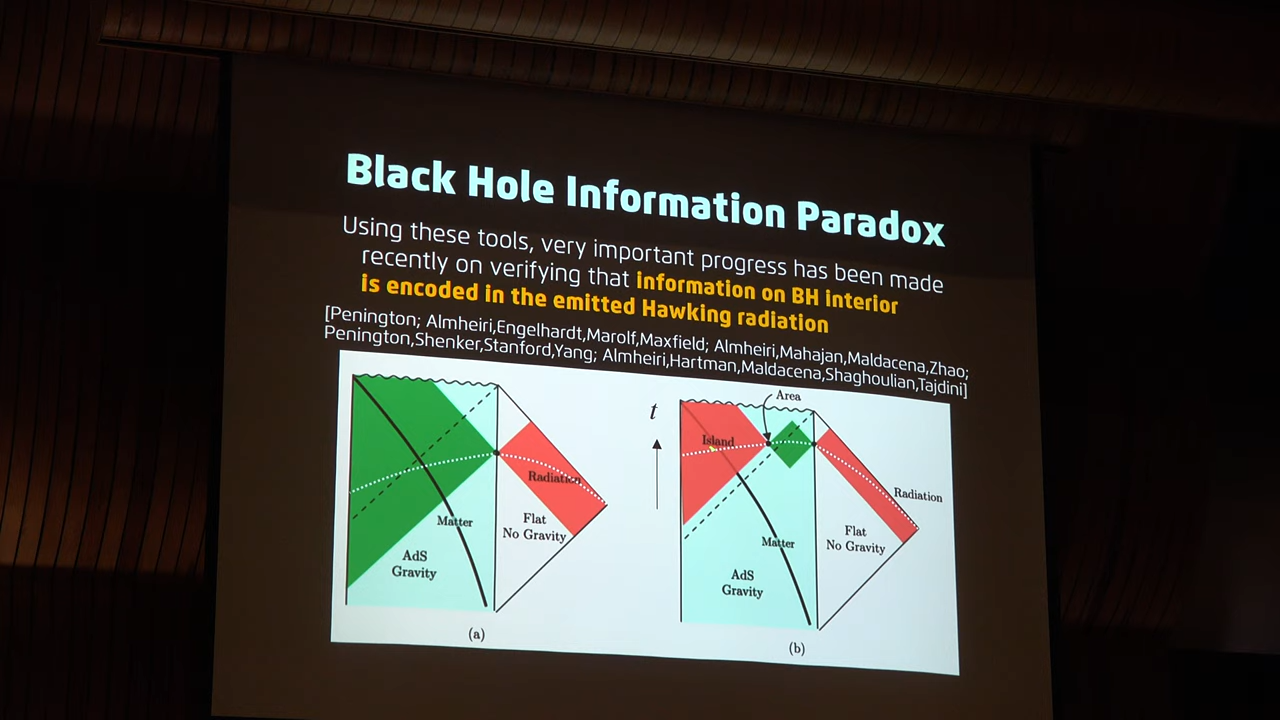 Black Hole Information Paradox
Using these tools, very important progress has been made
recently on verifying that information on BH interior
is encoded in the emitted Hawking radiation
[Penington; Almheiri,Engelhardt,Marolf,Maxfield; Almheiri,Mahajan,Maldacena,Zhao;
Penington,Shenker,Stanford,Yang; Almheiri,Hartman,Maldacena,Shaghoulian,Tajdini]
Radiation
Matter
Flat
No Gravity
AdS
Gravity
(a)
t
Area
Island
Radiation
Matter
Flat
No Gravity
AdS
Gravity
(b)